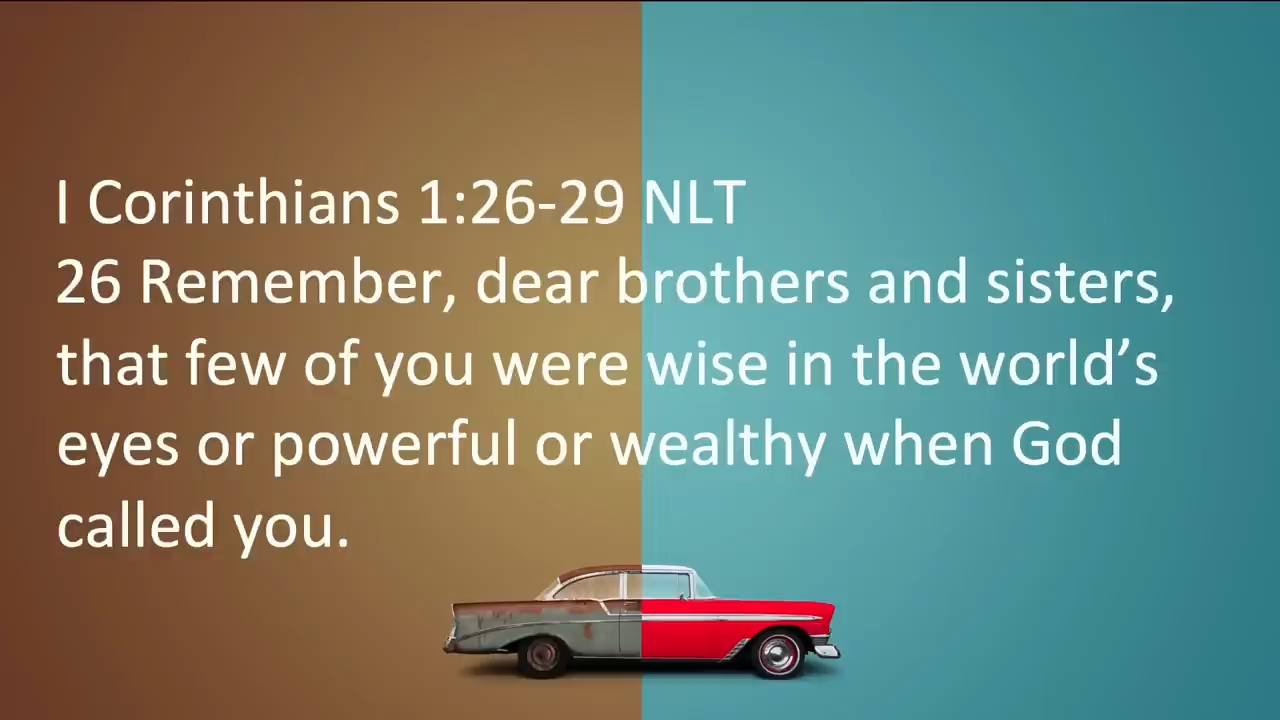 I Corinthians 1:26-29 NLT
26 Remember, dear brothers and sisters,
that few of you were wise in the world’s
eyes or powerful or wealthy when God
called you.